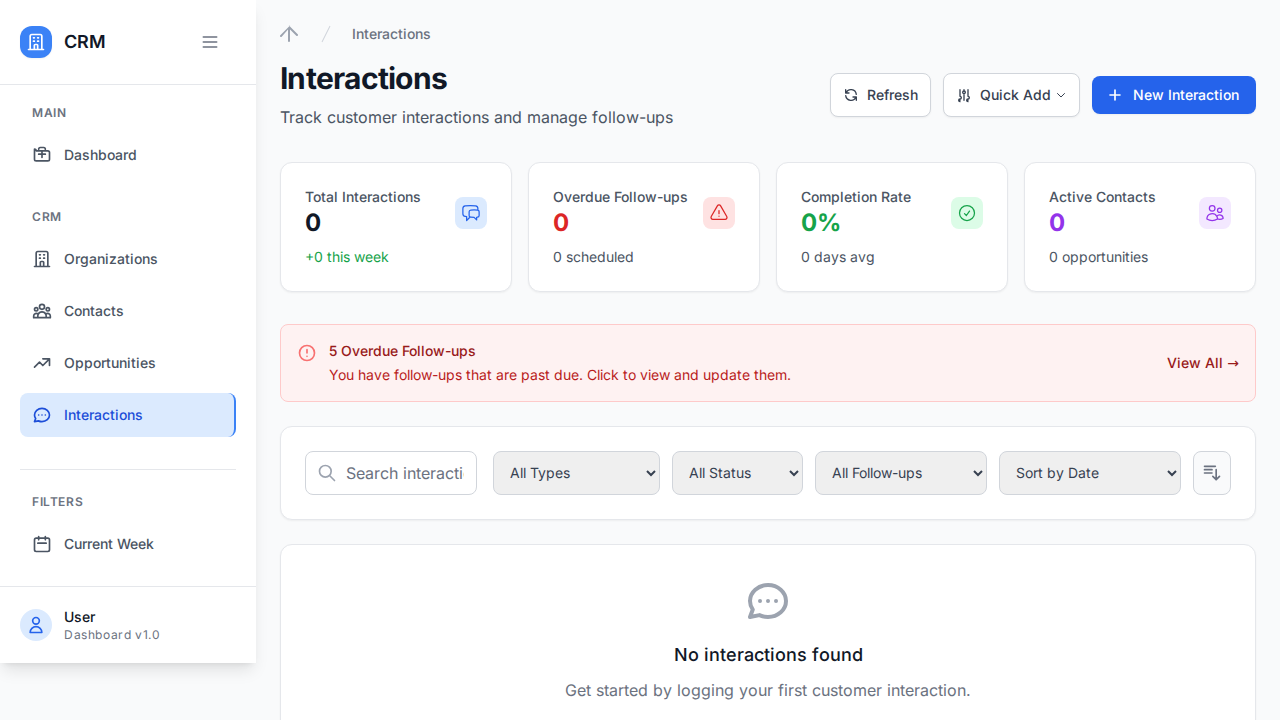 CRM
MAIN
Dashboard
CRM
Organizations
Contacts
Opportunities
Interactions
FILTERS
Current Week
User
Dashboard v1.0
/ Interactions
Interactions
Track customer interactions and manage follow-ups
Refresh
Quick Add
New Interaction
Total Interactions
0
+0 this week
Overdue Follow-ups
0
0 scheduled
Completion Rate
0%
0 days avg
Active Contacts
0
0 opportunities
5 Overdue Follow-ups
You have follow-ups that are past due. Click to view and update them.
View All →
Search interacti
All Types
All Status
All Follow-ups
Sort by Date
No interactions found
Get started by logging your first customer interaction.